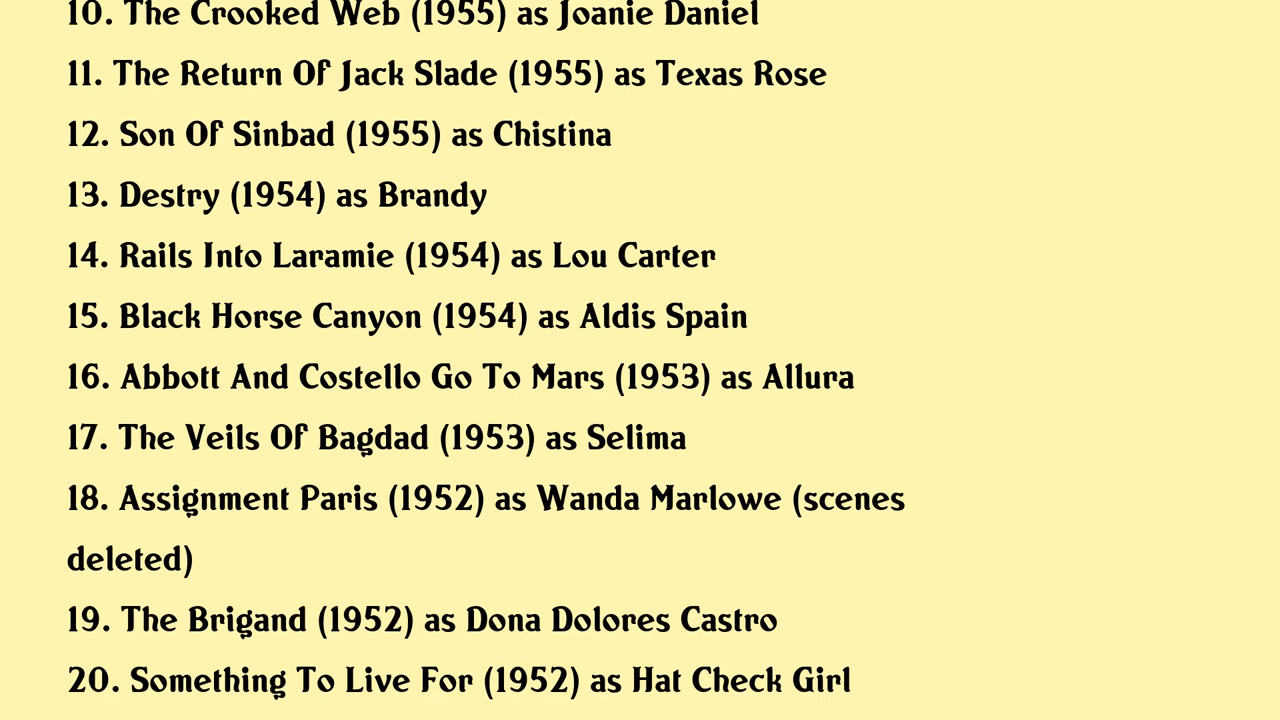 10. The Crooked Web (1955) as Joanie Daniel
11. The Return Of Jack Slade (1955) as Texas Rose
12. Son Of Sinbad (1955) as Chistina
13. Destry (1954) as Brandy
14. Rails Into Laramie (1954) as Lou Carter
15. Black Horse Canyon (1954) as Aldis Spain
16. Abbott And Costello Go To Mars (1953) as Allura
17. The Veils Of Bagdad (1953) as Selima
18. Assignment Paris (1952) as Wanda Marlowe (scenes
deleted)
19. The Brigand (1952) as Dona Dolores Castro
20. Something To Live For (1952) as Hat Check Girl